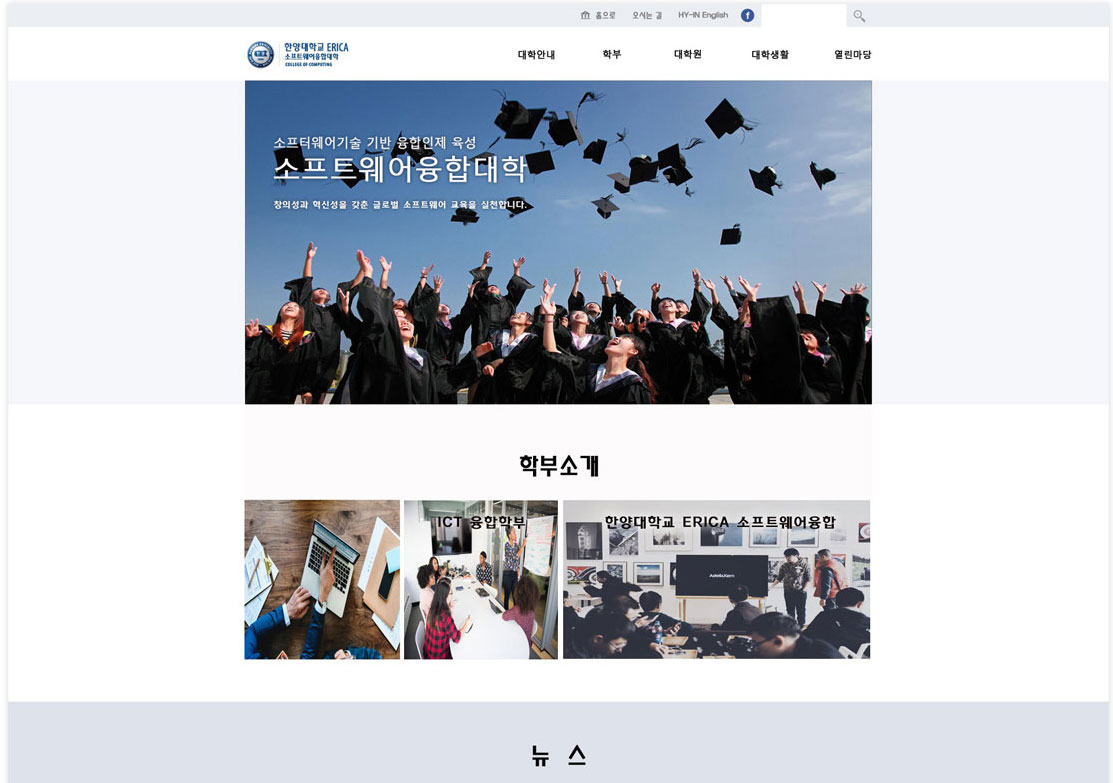 홈으로 오시는 길 HY-IN English f
한양대학교 ERICA
소프트웨어융합대학
COLLEGE OF COMPUTING
대학안내 학부 대학원 대학생활 열린마당
소프터웨어기술 기반 융합인제 육성
소프트웨어융합대학
창의성과 혁신성을 갖춘 글로벌 소프트웨어 교육을 실천합니다.
학부소개
ICT 융합학부
한양대학교 ERICA 소프트웨어융합
Astell&Kern
뉴 스